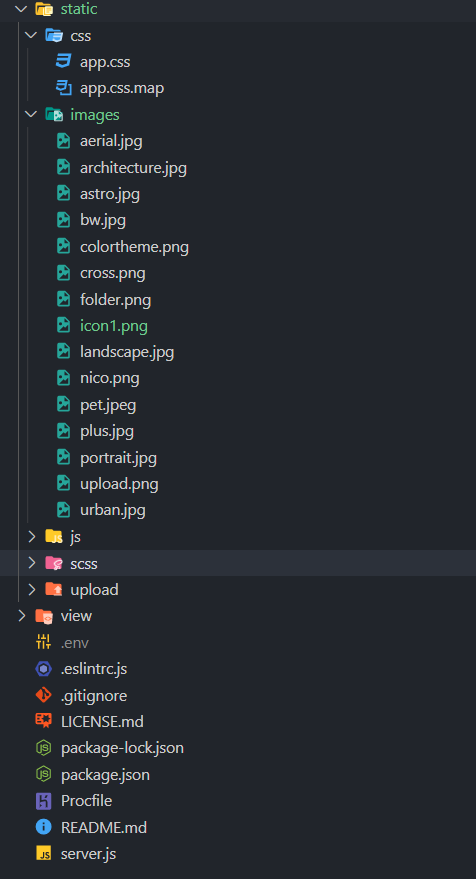 static
css
app.css
app.css.map
images
aerial.jpg
architecture.jpg
astro.jpg
bw.jpg
colortheme.png
cross.png
folder.png
icon1.png
landscape.jpg
nico.png
pet.jpeg
plus.jpg
portrait.jpg
upload.png
urban.jpg
js
scss
upload
view
.env
.eslintrc.js
.gitignore
LICENSE.md
package-lock.json
package.json
Procfile
README.md
server.js